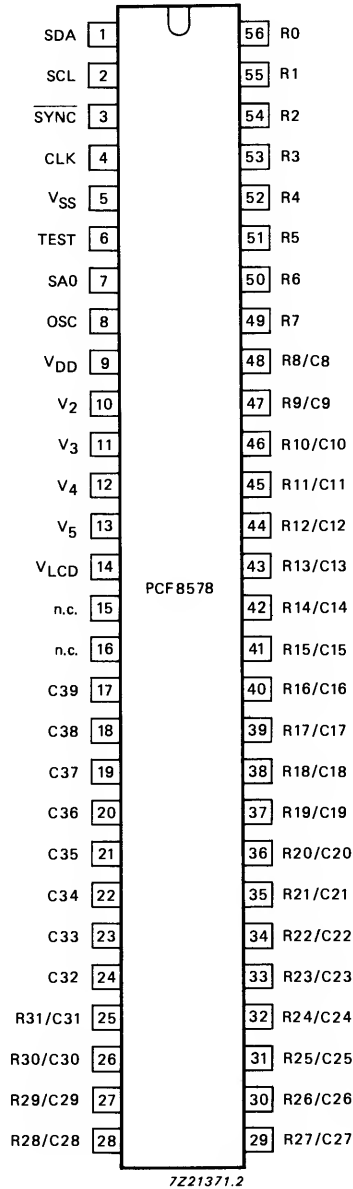 SDA 1 56 R0
SCL 2 55 R1
SYNC 3 54 R2
CLK 4 53 R3
VSS 5 52 R4
TEST 6 51 R5
SA0 7 50 R6
OSC 8 49 R7
VDD 9 48 R8/C8
V2 10 47 R9/C9
V3 11 46 R10/C10
V4 12 45 R11/C11
V5 13 44 R12/C12
VLCD 14 43 R13/C13
PCF8578
n.c. 15 42 R14/C14
n.c. 16 41 R15/C15
C39 17 40 R16/C16
C38 18 39 R17/C17
C37 19 38 R18/C18
C36 20 37 R19/C19
C35 21 36 R20/C20
C34 22 35 R21/C21
C33 23 34 R22/C22
C32 24 33 R23/C23
R31/C31 25 32 R24/C24
R30/C30 26 31 R25/C25
R29/C29 27 30 R26/C26
R28/C28 28 29 R27/C27
7Z21371.2